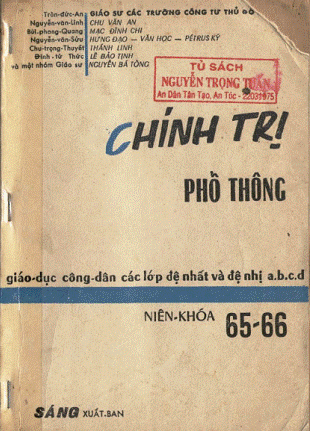 Trần-đức-An GIÁO SƯ CÁC TRƯỜNG CÔNG TƯ THỦ ĐÔ
Nguyễn-văn-Linh CHU VĂN AN
Bùi-phong-Quang MẠC ĐĨNH CHI
Nguyễn-văn-Sửu HƯNG ĐẠO – VĂN HỌC – PÉTRUS KÝ
Chu-trọng-Thuyết THÁNH LINH
Đinh-tử Thức LÊ BẢO TỊNH
và một nhóm Giáo sư NGUYỄN BÁ TÒNG
TỦ SÁCH
NGUYỄN TRỌNG TUẤN
An Dân Tân Tạo, An Túc - 22031975
CHÍNH TRỊ
PHỔ THÔNG
giáo-dục công-dân các lớp đệ nhất và đệ nhị a.b.c.d
NIÊN-KHÓA 65-66
SÁNG XUẤT-BẢN